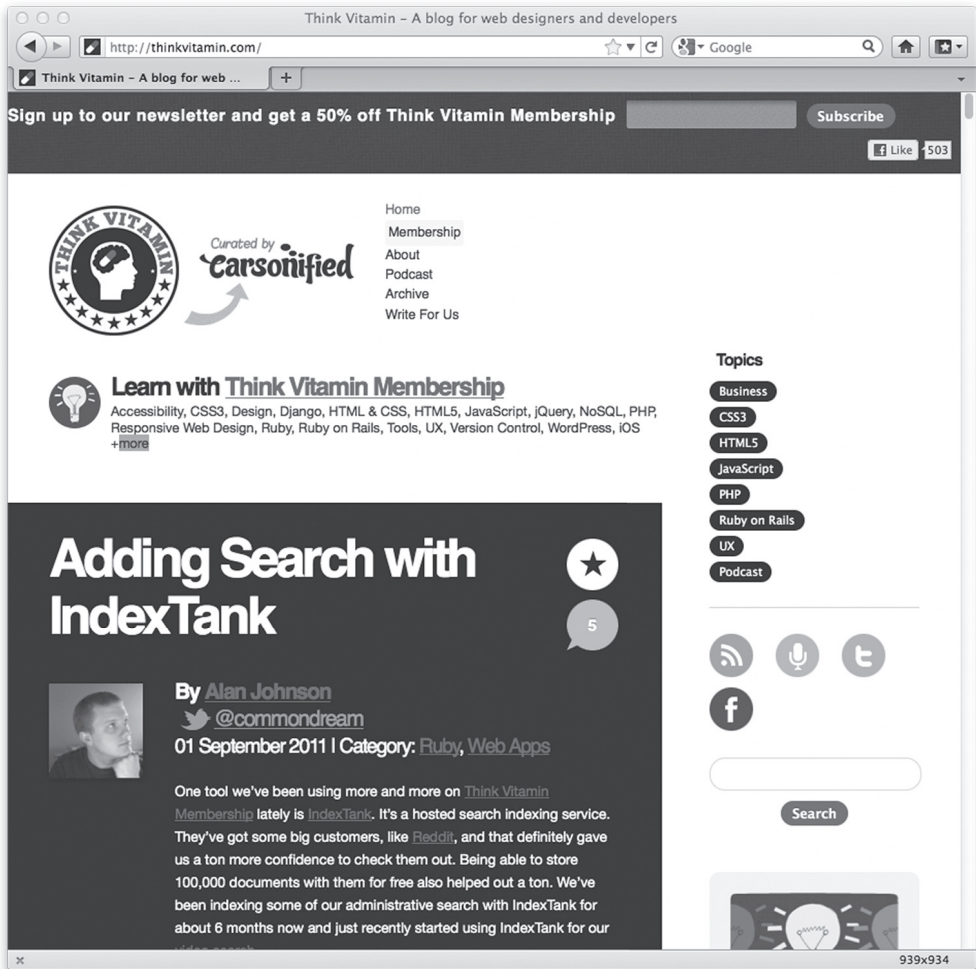 Think Vitamin – A blog for web designers and developers
http://thinkvitamin.com/
Google
Think Vitamin – A blog for web ...
Sign up to our newsletter and get a 50% off Think Vitamin Membership
Subscribe
Like
503
THINK VITAMIN
Curated by
carsonified
Home
Membership
About
Podcast
Archive
Write For Us
Learn with Think Vitamin Membership
Accessibility, CSS3, Design, Django, HTML & CSS, HTML5, JavaScript, jQuery, NoSQL, PHP,
Responsive Web Design, Ruby, Ruby on Rails, Tools, UX, Version Control, WordPress, iOS
+more
Adding Search with
IndexTank
5
By Alan Johnson
@commondream
01 September 2011 | Category: Ruby, Web Apps
One tool we've been using more and more on Think Vitamin
Membership lately is IndexTank. It's a hosted search indexing service.
They've got some big customers, like Reddit, and that definitely gave
us a ton more confidence to check them out. Being able to store
100,000 documents with them for free also helped out a ton. We've
been indexing some of our administrative search with IndexTank for
about 6 months now and just recently started using IndexTank for our
Topics
Business
CSS3
HTML5
JavaScript
PHP
Ruby on Rails
UX
Podcast
Search
939x934